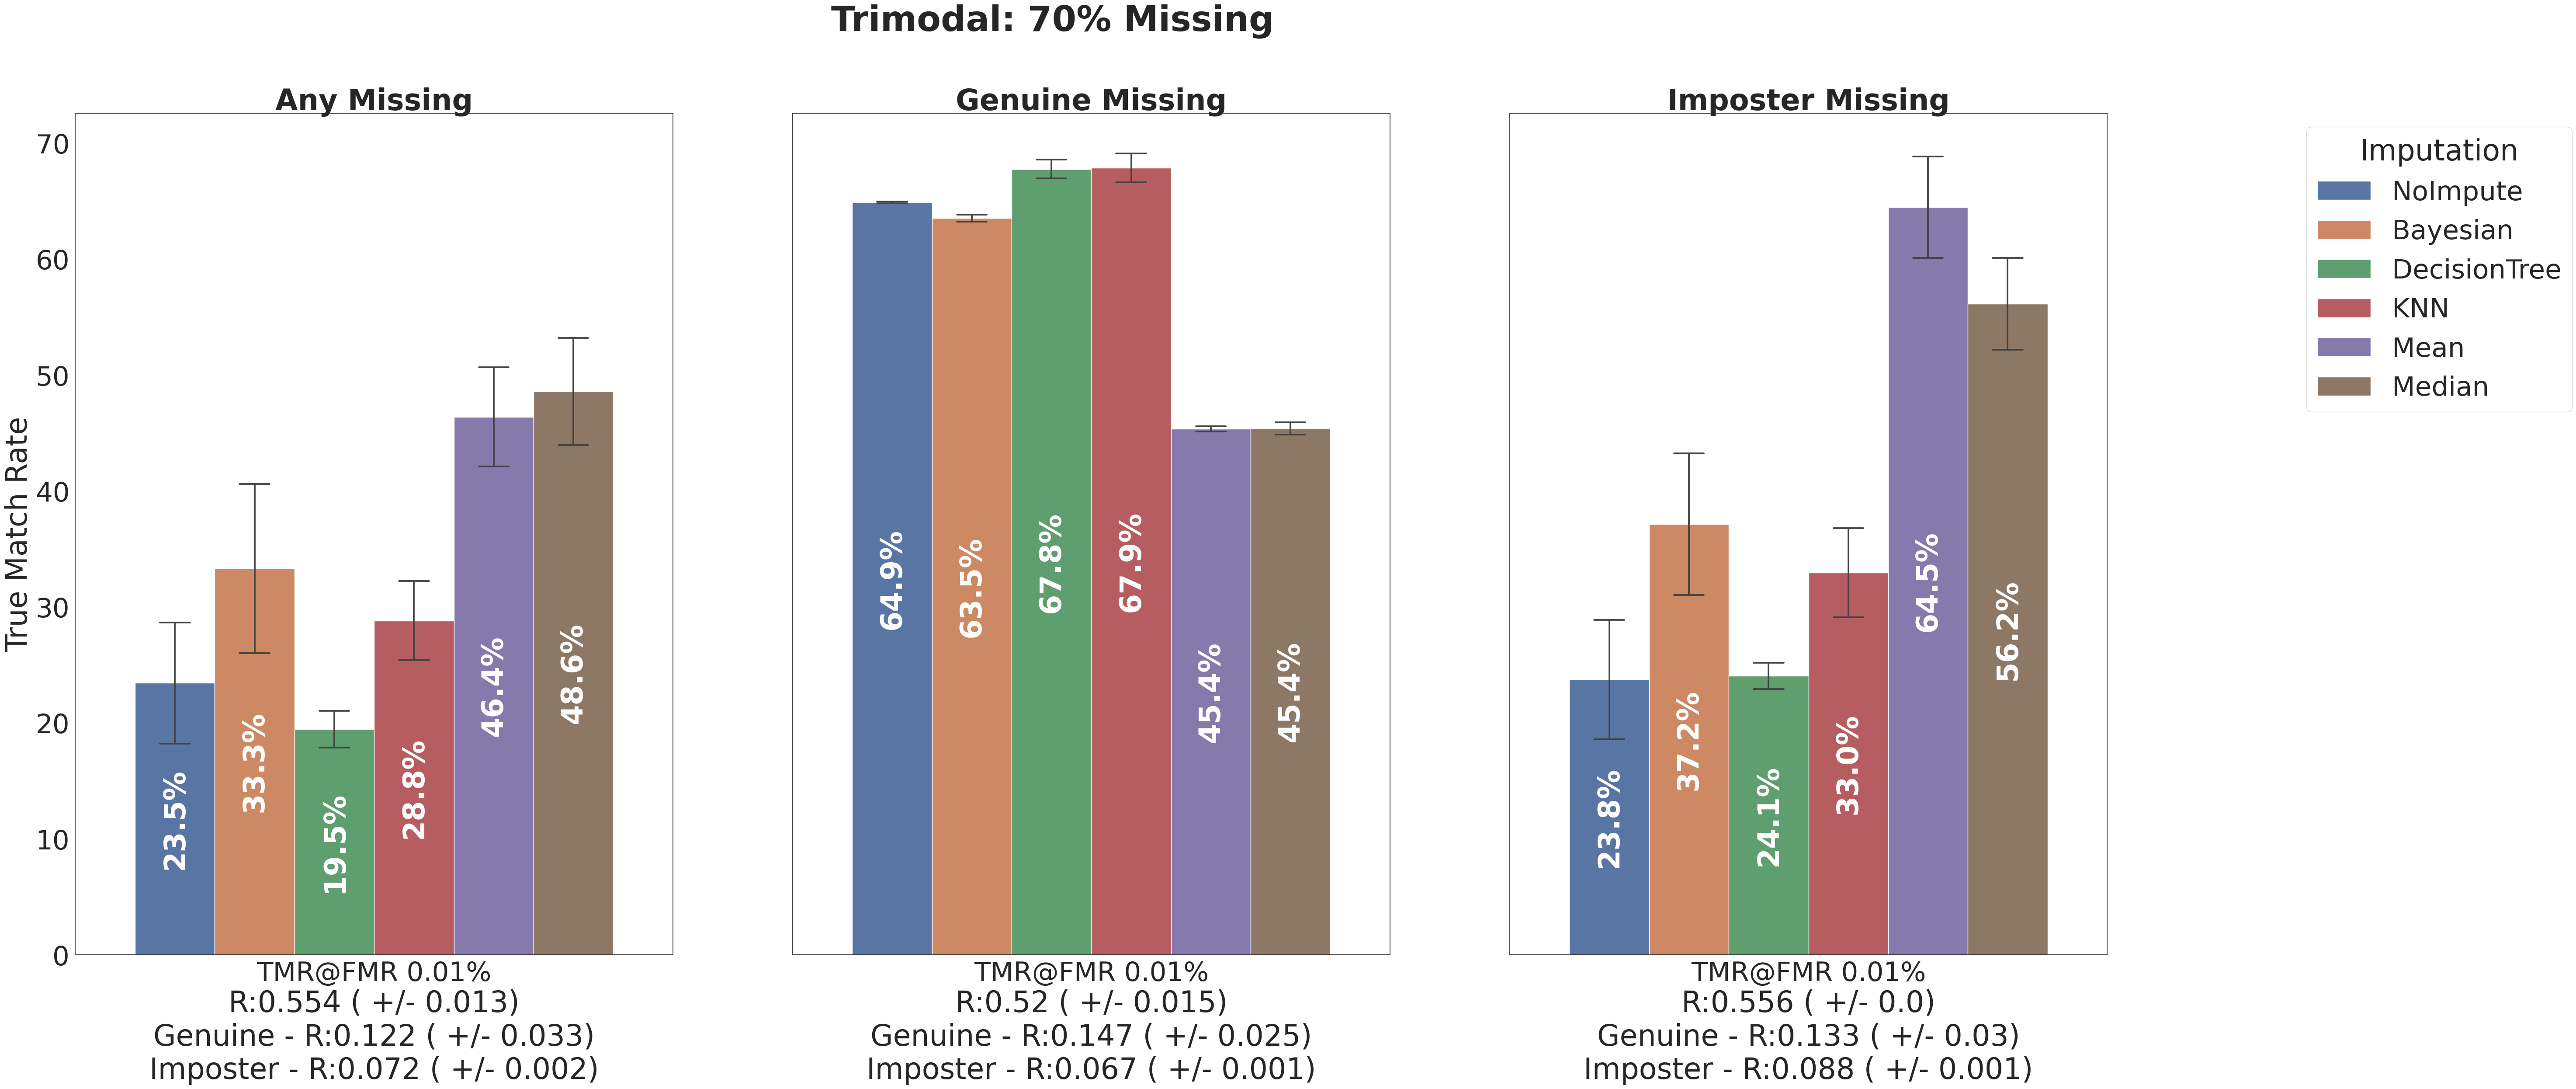 Trimodal: 70% Missing
Any Missing
Genuine Missing
Imposter Missing
True Match Rate
70
60
50
40
30
20
10
0
23.5%
33.3%
19.5%
28.8%
46.4%
48.6%
64.9%
63.5%
67.8%
67.9%
45.4%
45.4%
23.8%
37.2%
24.1%
33.0%
64.5%
56.2%
TMR@FMR 0.01%
R:0.554 ( +/- 0.013)
Genuine - R:0.122 ( +/- 0.033)
Imposter - R:0.072 ( +/- 0.002)
TMR@FMR 0.01%
R:0.52 ( +/- 0.015)
Genuine - R:0.147 ( +/- 0.025)
Imposter - R:0.067 ( +/- 0.001)
TMR@FMR 0.01%
R:0.556 ( +/- 0.0)
Genuine - R:0.133 ( +/- 0.03)
Imposter - R:0.088 ( +/- 0.001)
Imputation
NoImpute
Bayesian
DecisionTree
KNN
Mean
Median